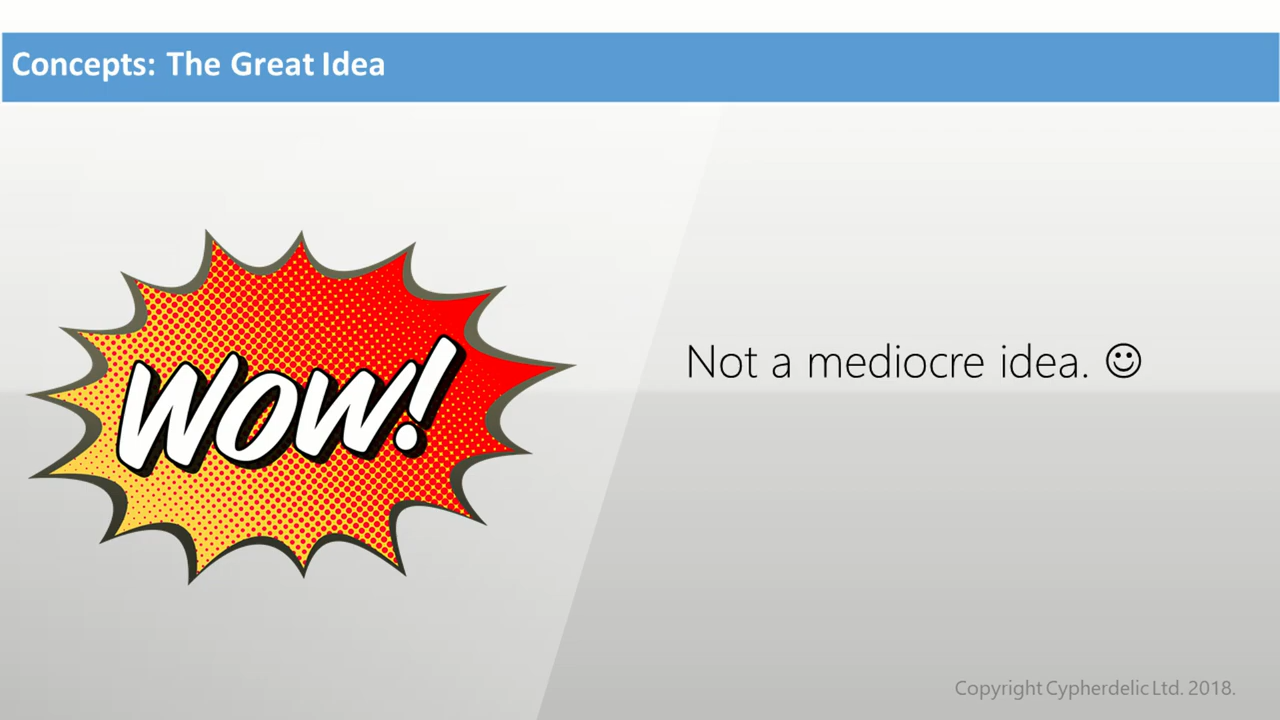 Concepts: The Great Idea
WOW!
Not a mediocre idea. ☺
Copyright Cypherdelic Ltd. 2018.